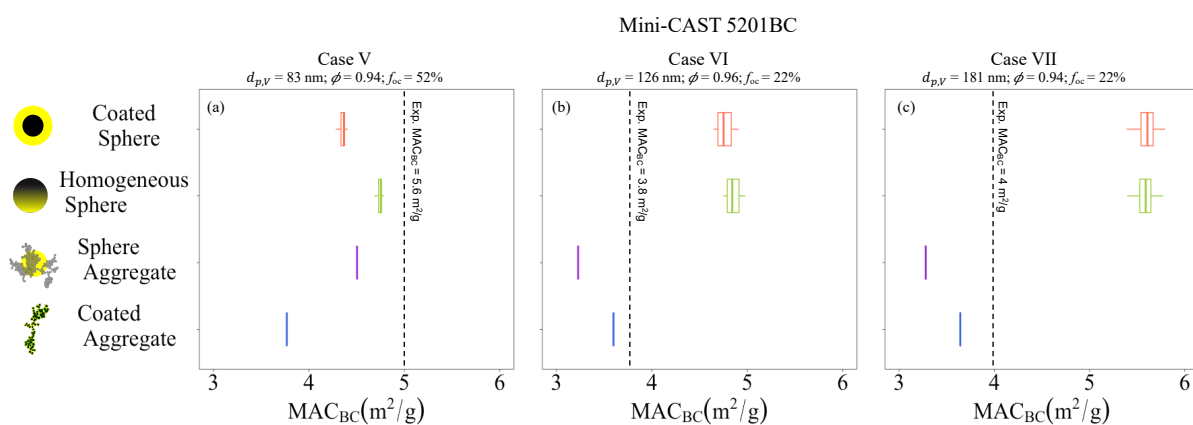 Mini-CAST 5201BC
Case V
d_p,V = 83 nm; ϕ = 0.94; f_oc = 52%
Case VI
d_p,V = 126 nm; ϕ = 0.96; f_oc = 22%
Case VII
d_p,V = 181 nm; ϕ = 0.94; f_oc = 22%
Coated
Sphere
Homogeneous
Sphere
Sphere
Aggregate
Coated
Aggregate
(a)
Exp. MAC_BC = 5.6 m²/g
3 4 5 6
MAC_BC(m²/g)
(b)
Exp. MAC_BC = 3.8 m²/g
3 4 5 6
MAC_BC(m²/g)
(c)
Exp. MAC_BC = 4 m²/g
3 4 5 6
MAC_BC(m²/g)